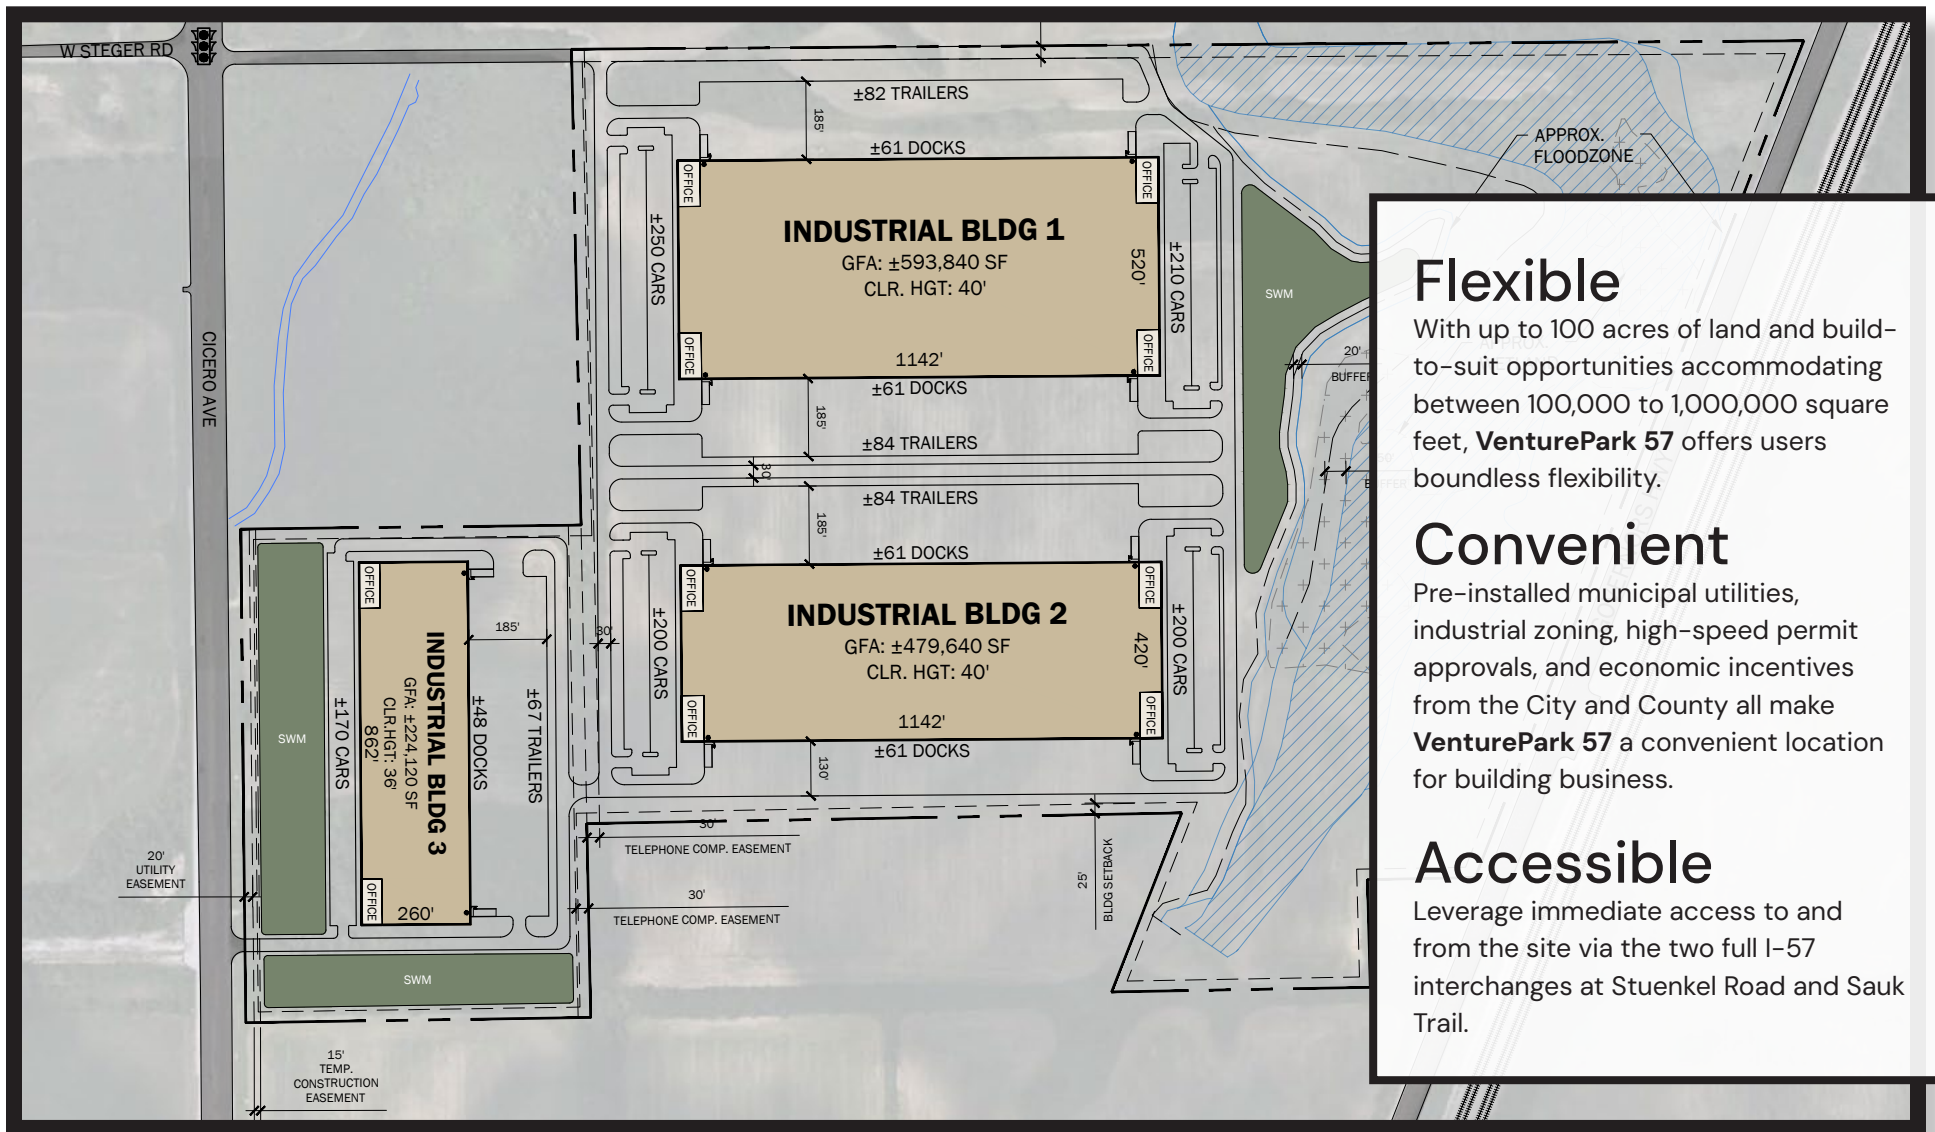 W STEGER RD
CICERO AVE
±82 TRAILERS
185'
±61 DOCKS
OFFICE
OFFICE
±250 CARS
INDUSTRIAL BLDG 1
GFA: ±593,840 SF
CLR. HGT: 40'
520'
±210 CARS
OFFICE
OFFICE
1142'
±61 DOCKS
185'
±84 TRAILERS
30'
±84 TRAILERS
185'
±61 DOCKS
OFFICE
OFFICE
±200 CARS
INDUSTRIAL BLDG 2
GFA: ±479,640 SF
CLR. HGT: 40'
420'
±200 CARS
OFFICE
OFFICE
1142'
±61 DOCKS
130'
SWM
APPROX.
FLOODZONE
20'
BUFFER
OFFICE
185'
30'
SWM
±170 CARS
INDUSTRIAL BLDG 3
GFA: ±224,120 SF
CLR.HGT: 36'
862'
±48 DOCKS
±67 TRAILERS
OFFICE
260'
20'
UTILITY
EASEMENT
30'
TELEPHONE COMP. EASEMENT
30'
TELEPHONE COMP. EASEMENT
25'
BLDG SETBACK
SWM
15'
TEMP.
CONSTRUCTION
EASEMENT
Flexible
With up to 100 acres of land and build-
to-suit opportunities accommodating
between 100,000 to 1,000,000 square
feet, VenturePark 57 offers users
boundless flexibility.
Convenient
Pre-installed municipal utilities,
industrial zoning, high-speed permit
approvals, and economic incentives
from the City and County all make
VenturePark 57 a convenient location
for building business.
Accessible
Leverage immediate access to and
from the site via the two full I-57
interchanges at Stuenkel Road and Sauk
Trail.